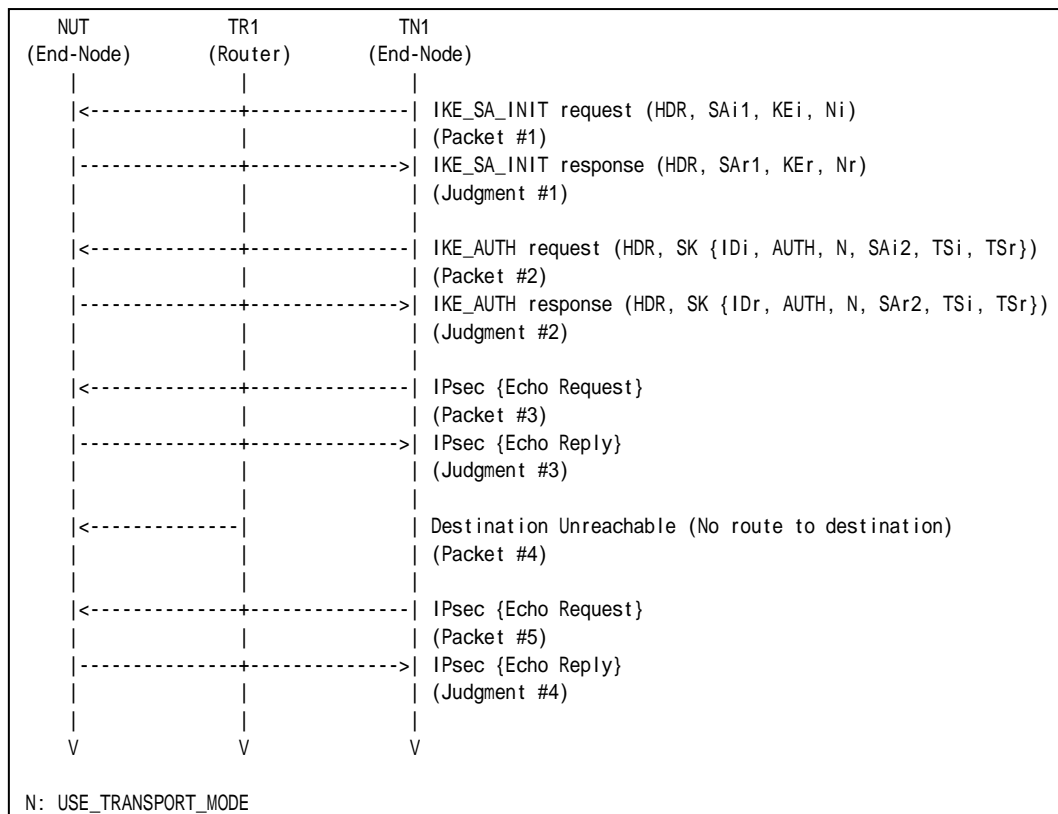 NUT TR1 TN1
(End-Node) (Router) (End-Node)
| | |
|<--------------+---------------| IKE_SA_INIT request (HDR, SAi1, KEi, Ni)
| | | (Packet #1)
|---------------+-------------->| IKE_SA_INIT response (HDR, SAr1, KEr, Nr)
| | | (Judgment #1)
| | |
|<--------------+---------------| IKE_AUTH request (HDR, SK {IDi, AUTH, N, SAi2, TSi, TSr})
| | | (Packet #2)
|---------------+-------------->| IKE_AUTH response (HDR, SK {IDr, AUTH, N, SAr2, TSi, TSr})
| | | (Judgment #2)
| | |
|<--------------+---------------| IPsec {Echo Request}
| | | (Packet #3)
|---------------+-------------->| IPsec {Echo Reply}
| | | (Judgment #3)
| | |
|<--------------| | Destination Unreachable (No route to destination)
| | | (Packet #4)
| | |
|<--------------+---------------| IPsec {Echo Request}
| | | (Packet #5)
|---------------+-------------->| IPsec {Echo Reply}
| | | (Judgment #4)
| | |
V V V
N: USE_TRANSPORT_MODE